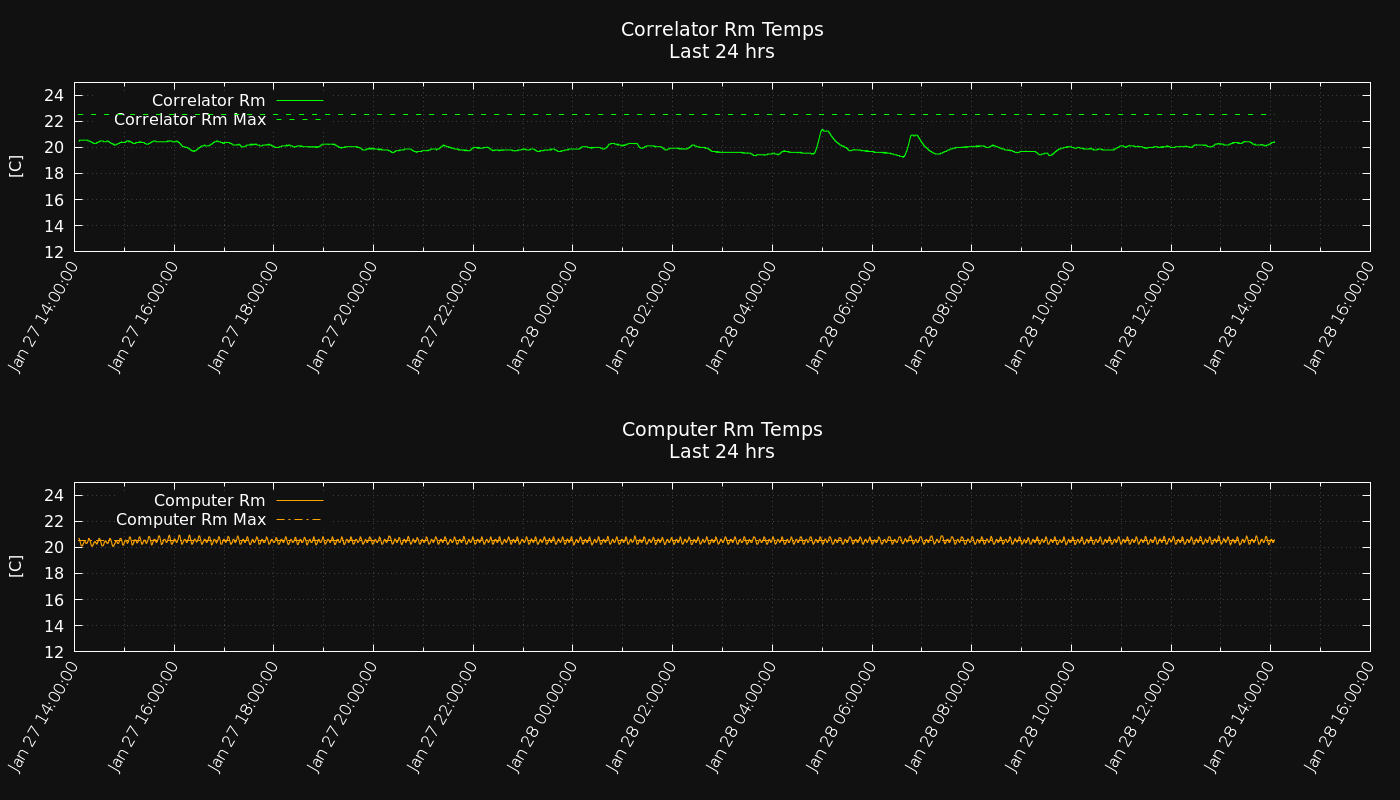 Correlator Rm Temps
Last 24 hrs
24
22
20
18
16
14
12
[C]
Correlator Rm
Correlator Rm Max
Jan 27 14:00:00
Jan 27 16:00:00
Jan 27 18:00:00
Jan 27 20:00:00
Jan 27 22:00:00
Jan 28 00:00:00
Jan 28 02:00:00
Jan 28 04:00:00
Jan 28 06:00:00
Jan 28 08:00:00
Jan 28 10:00:00
Jan 28 12:00:00
Jan 28 14:00:00
Jan 28 16:00:00
Computer Rm Temps
Last 24 hrs
24
22
20
18
16
14
12
[C]
Computer Rm
Computer Rm Max
Jan 27 14:00:00
Jan 27 16:00:00
Jan 27 18:00:00
Jan 27 20:00:00
Jan 27 22:00:00
Jan 28 00:00:00
Jan 28 02:00:00
Jan 28 04:00:00
Jan 28 06:00:00
Jan 28 08:00:00
Jan 28 10:00:00
Jan 28 12:00:00
Jan 28 14:00:00
Jan 28 16:00:00